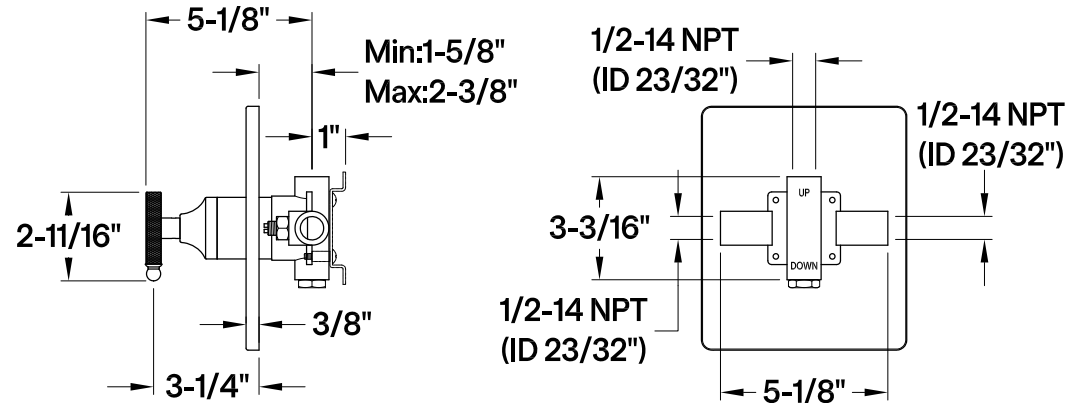 5-1/8"
Min:1-5/8"
Max:2-3/8"
1"
2-11/16"
3/8"
3-1/4"
1/2-14 NPT
(ID 23/32")
1/2-14 NPT
(ID 23/32")
UP
3-3/16"
DOWN
1/2-14 NPT
(ID 23/32")
5-1/8"